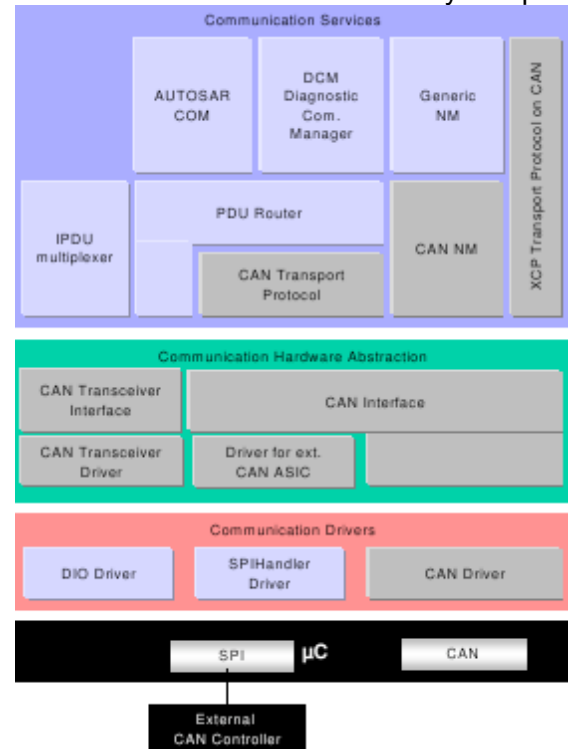 Communication Services
AUTOSAR
COM
DCM
Diagnostic
Com.
Manager
Generic
NM
XCP Transport Protocol on CAN
IPDU
multiplexer
PDU Router
CAN Transport
Protocol
CAN NM
Communication Hardware Abstraction
CAN Transceiver
Interface
CAN Interface
CAN Transceiver
Driver
Driver for ext.
CAN ASIC
Communication Drivers
DIO Driver
SPIHandler
Driver
CAN Driver
SPI
µC
CAN
External
CAN Controller